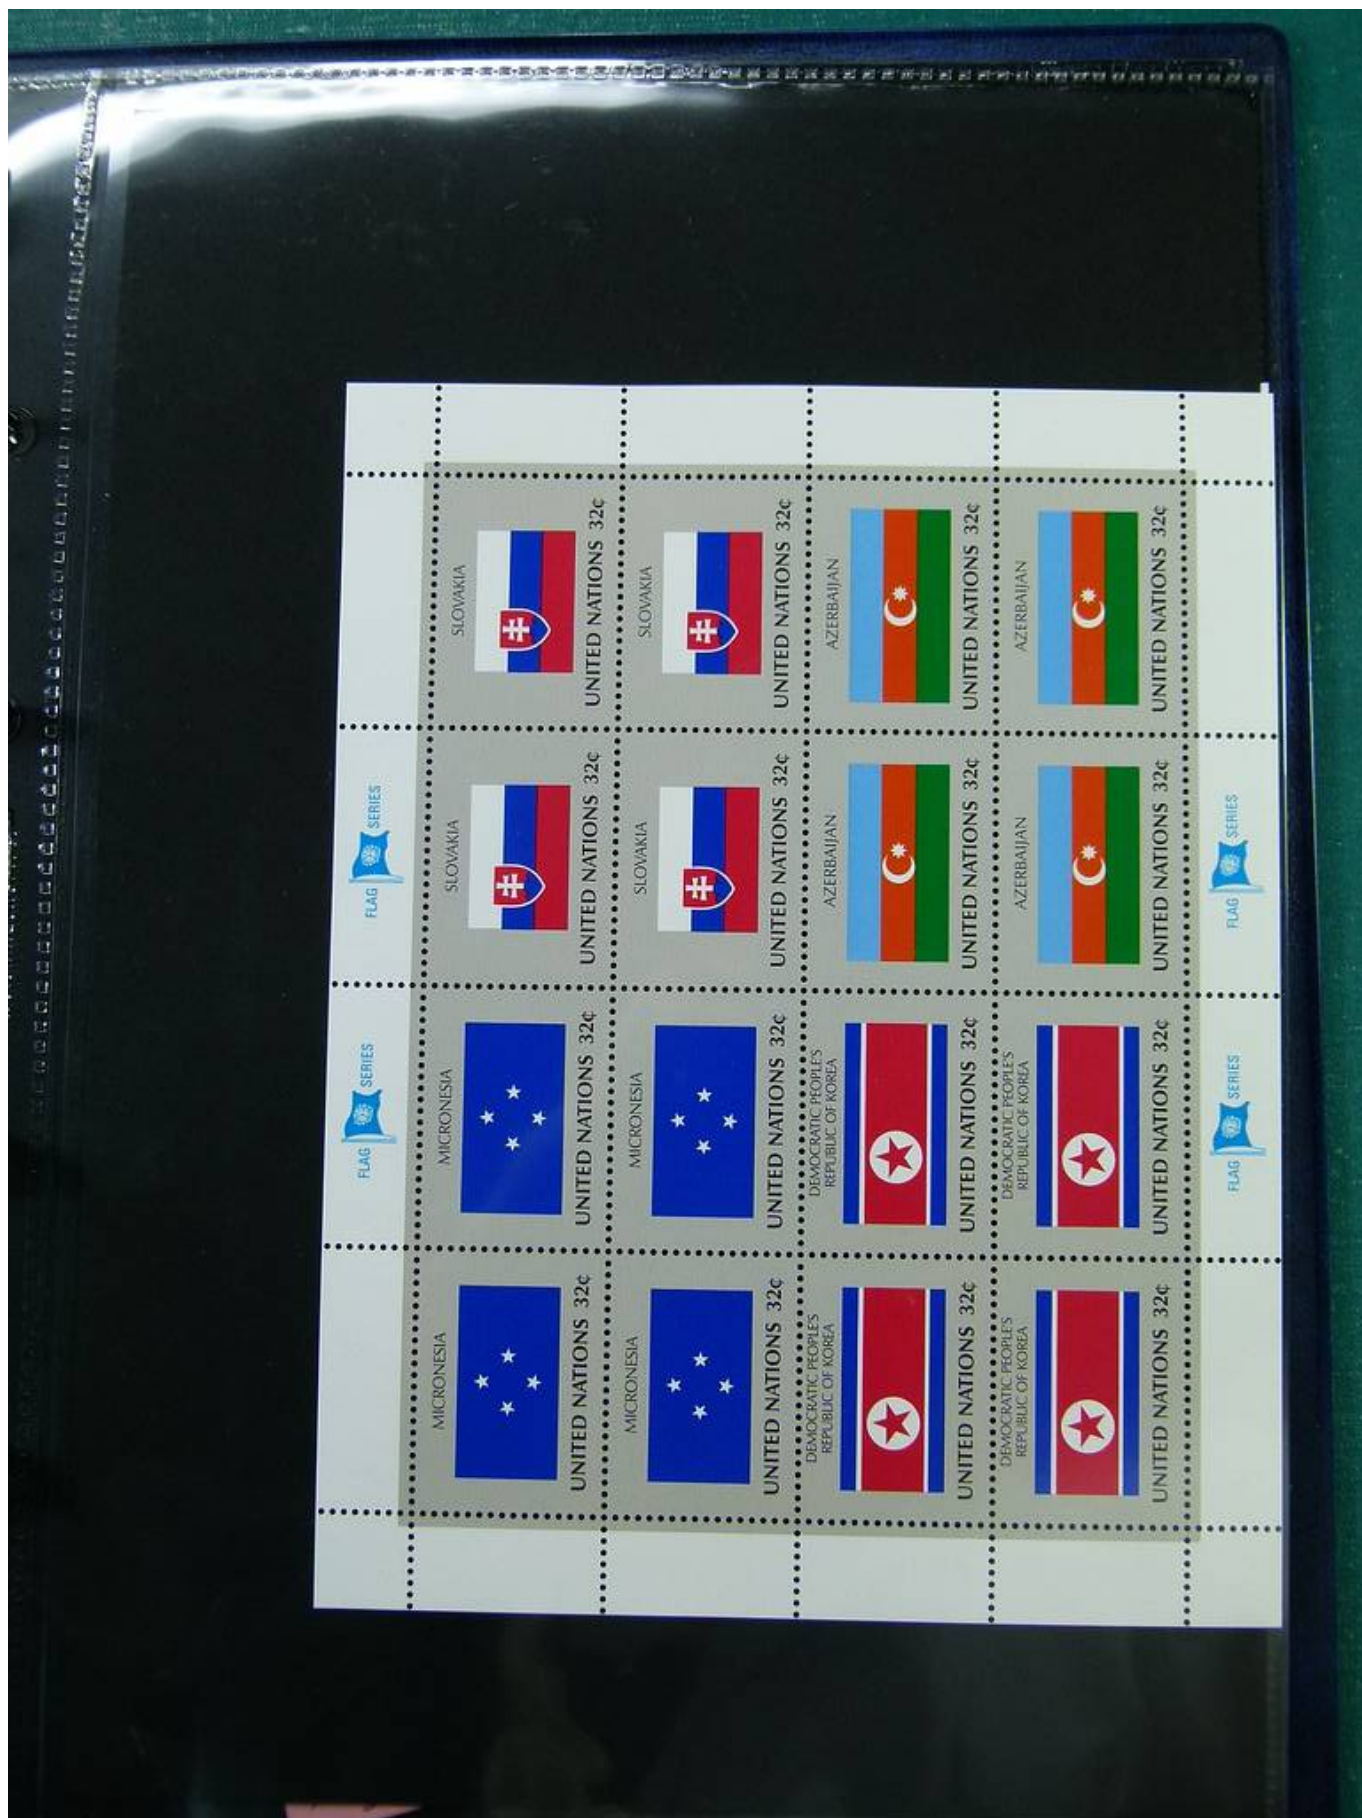 FLAG SERIES
FLAG SERIES
MICRONESIA
UNITED NATIONS 32¢
MICRONESIA
UNITED NATIONS 32¢
SLOVAKIA
UNITED NATIONS 32¢
SLOVAKIA
UNITED NATIONS 32¢
MICRONESIA
UNITED NATIONS 32¢
MICRONESIA
UNITED NATIONS 32¢
SLOVAKIA
UNITED NATIONS 32¢
SLOVAKIA
UNITED NATIONS 32¢
DEMOCRATIC PEOPLE'S
REPUBLIC OF KOREA
UNITED NATIONS 32¢
DEMOCRATIC PEOPLE'S
REPUBLIC OF KOREA
UNITED NATIONS 32¢
AZERBAIJAN
UNITED NATIONS 32¢
AZERBAIJAN
UNITED NATIONS 32¢
DEMOCRATIC PEOPLE'S
REPUBLIC OF KOREA
UNITED NATIONS 32¢
DEMOCRATIC PEOPLE'S
REPUBLIC OF KOREA
UNITED NATIONS 32¢
AZERBAIJAN
UNITED NATIONS 32¢
AZERBAIJAN
UNITED NATIONS 32¢
FLAG SERIES
FLAG SERIES